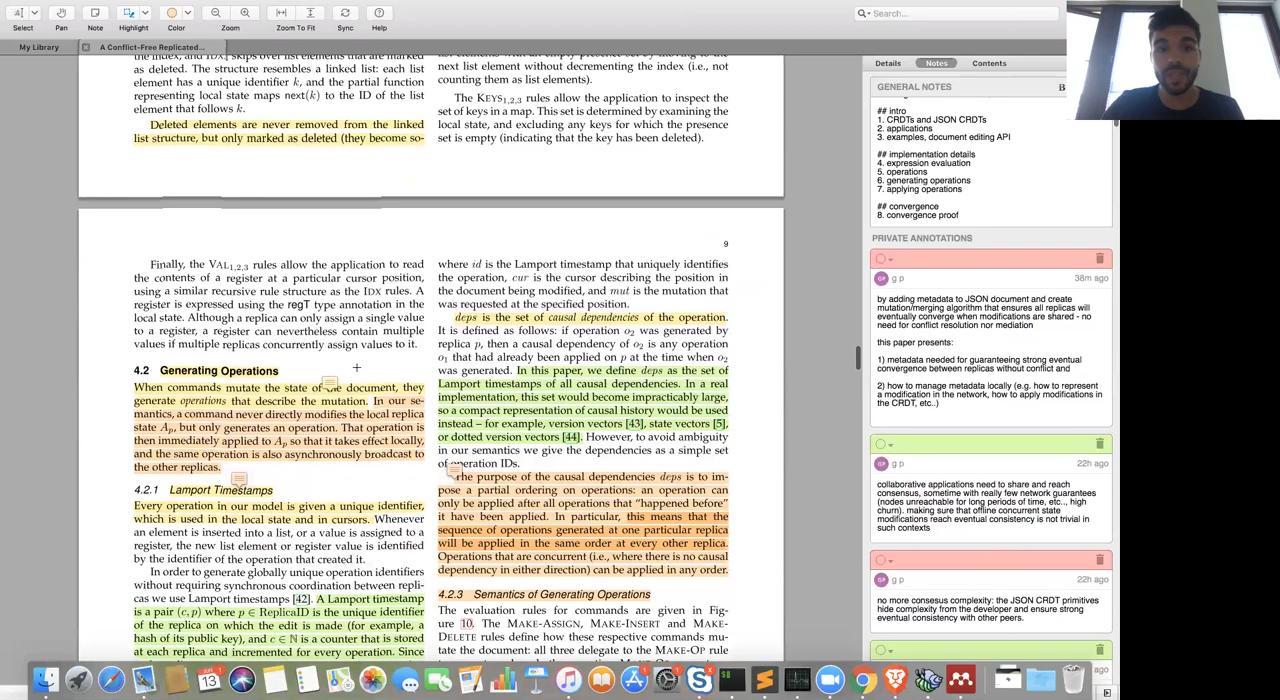 Select
Pan
Note
Highlight
Color
Zoom
Zoom To Fit
Sync
Help
Search...
My Library
A Conflict-Free Replicated...
Details
Notes
Contents
the index, and IDX
skips over list elements that are marked
as deleted. The structure resembles a linked list: each list
element has a unique identifier k, and the partial function
representing local state maps next(k) to the ID of the list
element that follows k.
Deleted elements are never removed from the linked
list structure, but only marked as deleted (they become so-
next list element without decrementing the index (i.e., not
counting them as list elements).
The KEYS1,2,3 rules allow the application to inspect the
set of keys in a map. This set is determined by examining the
local state, and excluding any keys for which the presence
set is empty (indicating that the key has been deleted).
9
Finally, the VAL1,2,3 rules allow the application to read
the contents of a register at a particular cursor position,
using a similar recursive rule structure as the IDX rules. A
register is expressed using the regT type annotation in the
local state. Although a replica can only assign a single value
to a register, a register can nevertheless contain multiple
values if multiple replicas concurrently assign values to it.
4.2 Generating Operations
When commands mutate the state of the document, they
generate operations that describe the mutation. In our se-
mantics, a command never directly modifies the local replica
state Ap, but only generates an operation. That operation is
then immediately applied to Ap so that it takes effect locally,
and the same operation is also asynchronously broadcast to
the other replicas.
4.2.1 Lamport Timestamps
Every operation in our model is given a unique identifier,
which is used in the local state and in cursors. Whenever
an element is inserted into a list, or a value is assigned to a
register, the new list element or register value is identified
by the identifier of the operation that created it.
In order to generate globally unique operation identifiers
without requiring synchronous coordination between repli-
cas we use Lamport timestamps [42]. A Lamport timestamp
is a pair (c, p) where p ∈ ReplicaID is the unique identifier
of the replica on which the edit is made (for example, a
hash of its public key), and c ∈ ℕ is a counter that is stored
at each replica and incremented for every operation. Since
where id is the Lamport timestamp that uniquely identifies
the operation, cur is the cursor describing the position in
the document being modified, and mut is the mutation that
was requested at the specified position.
deps is the set of causal dependencies of the operation.
It is defined as follows: if operation o2 was generated by
replica p, then a causal dependency of o2 is any operation
o1 that had already been applied on p at the time when o2
was generated. In this paper, we define deps as the set of
Lamport timestamps of all causal dependencies. In a real
implementation, this set would become impracticably large,
so a compact representation of causal history would be used
instead – for example, version vectors [43], state vectors [5],
or dotted version vectors [44]. However, to avoid ambiguity
in our semantics we give the dependencies as a simple set
of operation IDs.
The purpose of the causal dependencies deps is to im-
pose a partial ordering on operations: an operation can
only be applied after all operations that "happened before"
it have been applied. In particular, this means that the
sequence of operations generated at one particular replica
will be applied in the same order at every other replica.
Operations that are concurrent (i.e., where there is no causal
dependency in either direction) can be applied in any order.
4.2.3 Semantics of Generating Operations
The evaluation rules for commands are given in Fig-
ure 10. The MAKE-ASSIGN, MAKE-INSERT and MAKE-
DELETE rules define how these respective commands mu-
tate the document: all three delegate to the MAKE-OP rule
GENERAL NOTES
B
## intro
1. CRDTs and JSON CRDTs
2. applications
3. examples, document editing API
## implementation details
4. expression evaluation
5. operations
6. generating operations
7. applying operations
## convergence
8. convergence proof
PRIVATE ANNOTATIONS
GP
g p
38m ago
by adding metadata to JSON document and create
mutation/merging algorithm that ensures all replicas will
eventually converge when modifications are shared - no
need for conflict resolution nor mediation
this paper presents:
1) metadata needed for guaranteeing strong eventual
convergence between replicas without conflict and
2) how to manage metadata locally (e.g. how to represent
a modification in the network, how to apply modifications in
the CRDT, etc..)
GP
g p
22h ago
collaborative applications need to share and reach
consensus, sometime with really few network guarantees
(nodes unreachable for long periods of time, etc.., high
churn). making sure that offline concurrent state
modifications reach eventual consistency is not trivial in
such contexts
GP
g p
22h ago
no more consesus complexity: the JSON CRDT primitives
hide complexity from the developer and ensure strong
eventual consistency with other peers.
ago
JUN
13